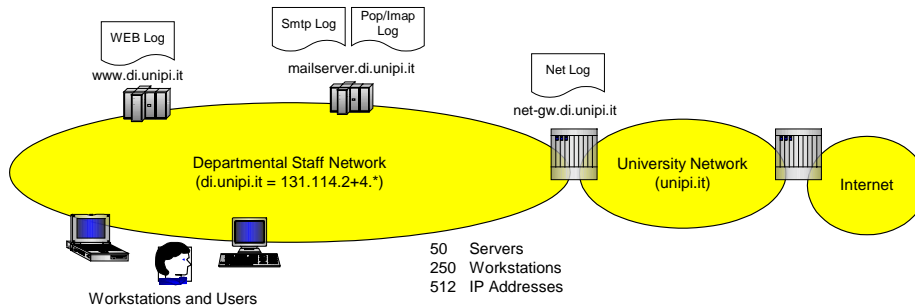 WEB Log
www.di.unipi.it
Smtp Log
Pop/Imap
Log
mailserver.di.unipi.it
Net Log
net-gw.di.unipi.it
Departmental Staff Network
(di.unipi.it = 131.114.2+4.*)
University Network
(unipi.it)
Internet
50 Servers
250 Workstations
512 IP Addresses
Workstations and Users